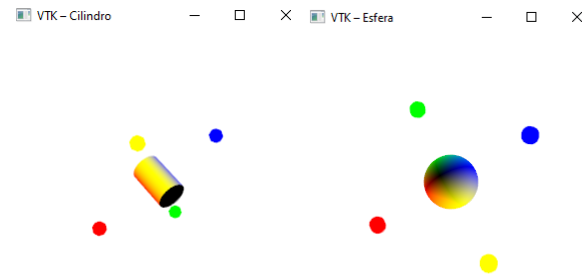 VTK – Cilindro
VTK – Esfera